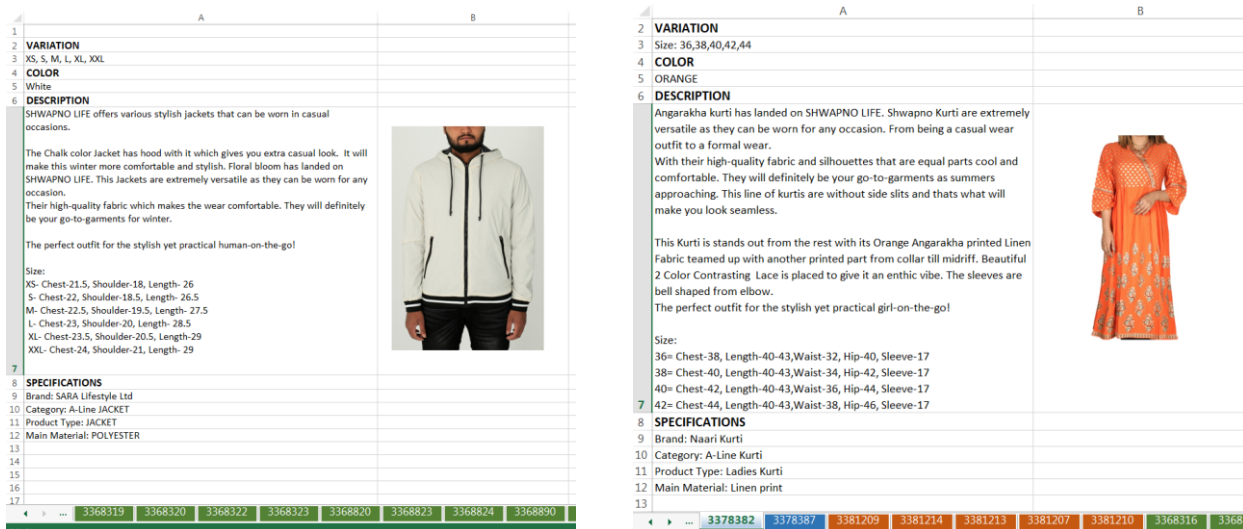 A
B
1
2 VARIATION
3 XS, S, M, L, XL, XXL
4 COLOR
5 White
6 DESCRIPTION
SHWAPNO LIFE offers various stylish jackets that can be worn in casual
occasions.
The Chalk color Jacket has hood with it which gives you extra casual look. It will
make this winter more comfortable and stylish. Floral bloom has landed on
SHWAPNO LIFE. This Jackets are extremely versatile as they can be worn for any
occasion.
Their high-quality fabric which makes the wear comfortable. They will definitely
be your go-to-garments for winter.
The perfect outfit for the stylish yet practical human-on-the-go!
Size:
XS- Chest-21.5, Shoulder-18, Length- 26
S- Chest-22, Shoulder-18.5, Length- 26.5
M- Chest-22.5, Shoulder-19.5, Length- 27.5
L- Chest-23, Shoulder-20, Length- 28.5
XL- Chest-23.5, Shoulder-20.5, Length-29
XXL- Chest-24, Shoulder-21, Length- 29
7
8 SPECIFICATIONS
9 Brand: SARA Lifestyle Ltd
10 Category: A-Line JACKET
11 Product Type: JACKET
12 Main Material: POLYESTER
13
14
15
16
17
... 3368319 3368320 3368322 3368323 3368820 3368823 3368824 3368890
A
B
2 VARIATION
3 Size: 36,38,40,42,44
4 COLOR
5 ORANGE
6 DESCRIPTION
Angarakha kurti has landed on SHWAPNO LIFE. Shwapno Kurti are extremely
versatile as they can be worn for any occasion. From being a casual wear
outfit to a formal wear.
With their high-quality fabric and silhouettes that are equal parts cool and
comfortable. They will definitely be your go-to-garments as summers
approaching. This line of kurtis are without side slits and thats what will
make you look seamless.
This Kurti is stands out from the rest with its Orange Angarakha printed Linen
Fabric teamed up with another printed part from collar till midriff. Beautiful
2 Color Contrasting Lace is placed to give it an enthic vibe. The sleeves are
bell shaped from elbow.
The perfect outfit for the stylish yet practical girl-on-the-go!
Size:
36= Chest-38, Length-40-43,Waist-32, Hip-40, Sleeve-17
38= Chest-40, Length-40-43,Waist-34, Hip-42, Sleeve-17
40= Chest-42, Length-40-43,Waist-36, Hip-44, Sleeve-17
7 42= Chest-44, Length-40-43,Waist-38, Hip-46, Sleeve-17
8 SPECIFICATIONS
9 Brand: Naari Kurti
10 Category: A-Line Kurti
11 Product Type: Ladies Kurti
12 Main Material: Linen print
13
... 3378382 3378387 3381209 3381214 3381213 3381207 3381210 3368316 3368